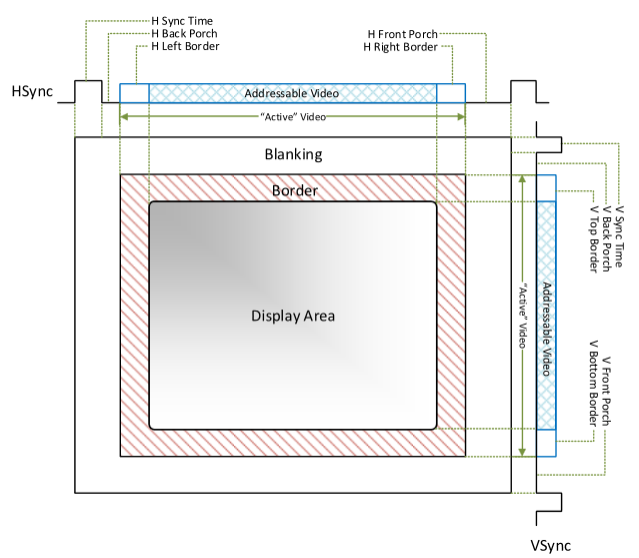 H Sync Time
H Back Porch
H Left Border
H Front Porch
H Right Border
HSync
Addressable Video
“Active” Video
Blanking
Border
Display Area
V Sync Time
V Back Porch
V Top Border
“Active” Video
Addressable Video
V Front Porch
V Bottom Border
VSync